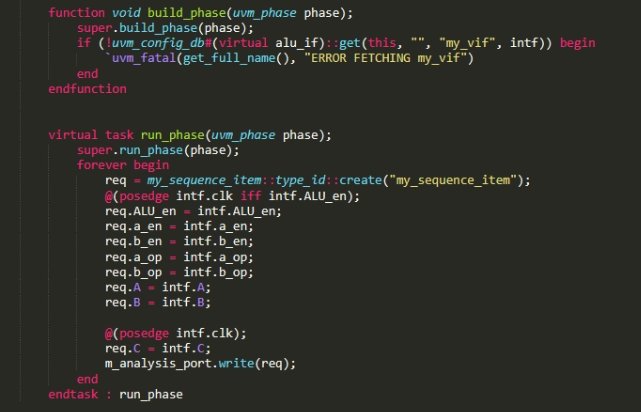 function void build_phase(uvm_phase phase);
super.build_phase(phase);
if (!uvm_config_db#(virtual alu_if)::get(this, "", "my_vif", intf)) begin
`uvm_fatal(get_full_name(), "ERROR FETCHING my_vif")
end
endfunction
virtual task run_phase(uvm_phase phase);
super.run_phase(phase);
forever begin
req = my_sequence_item::type_id::create("my_sequence_item");
@(posedge intf.clk iff intf.ALU_en);
req.ALU_en = intf.ALU_en;
req.a_en = intf.a_en;
req.b_en = intf.b_en;
req.a_op = intf.a_op;
req.b_op = intf.b_op;
req.A = intf.A;
req.B = intf.B;
@(posedge intf.clk);
req.C = intf.C;
m_analysis_port.write(req);
end
endtask : run_phase